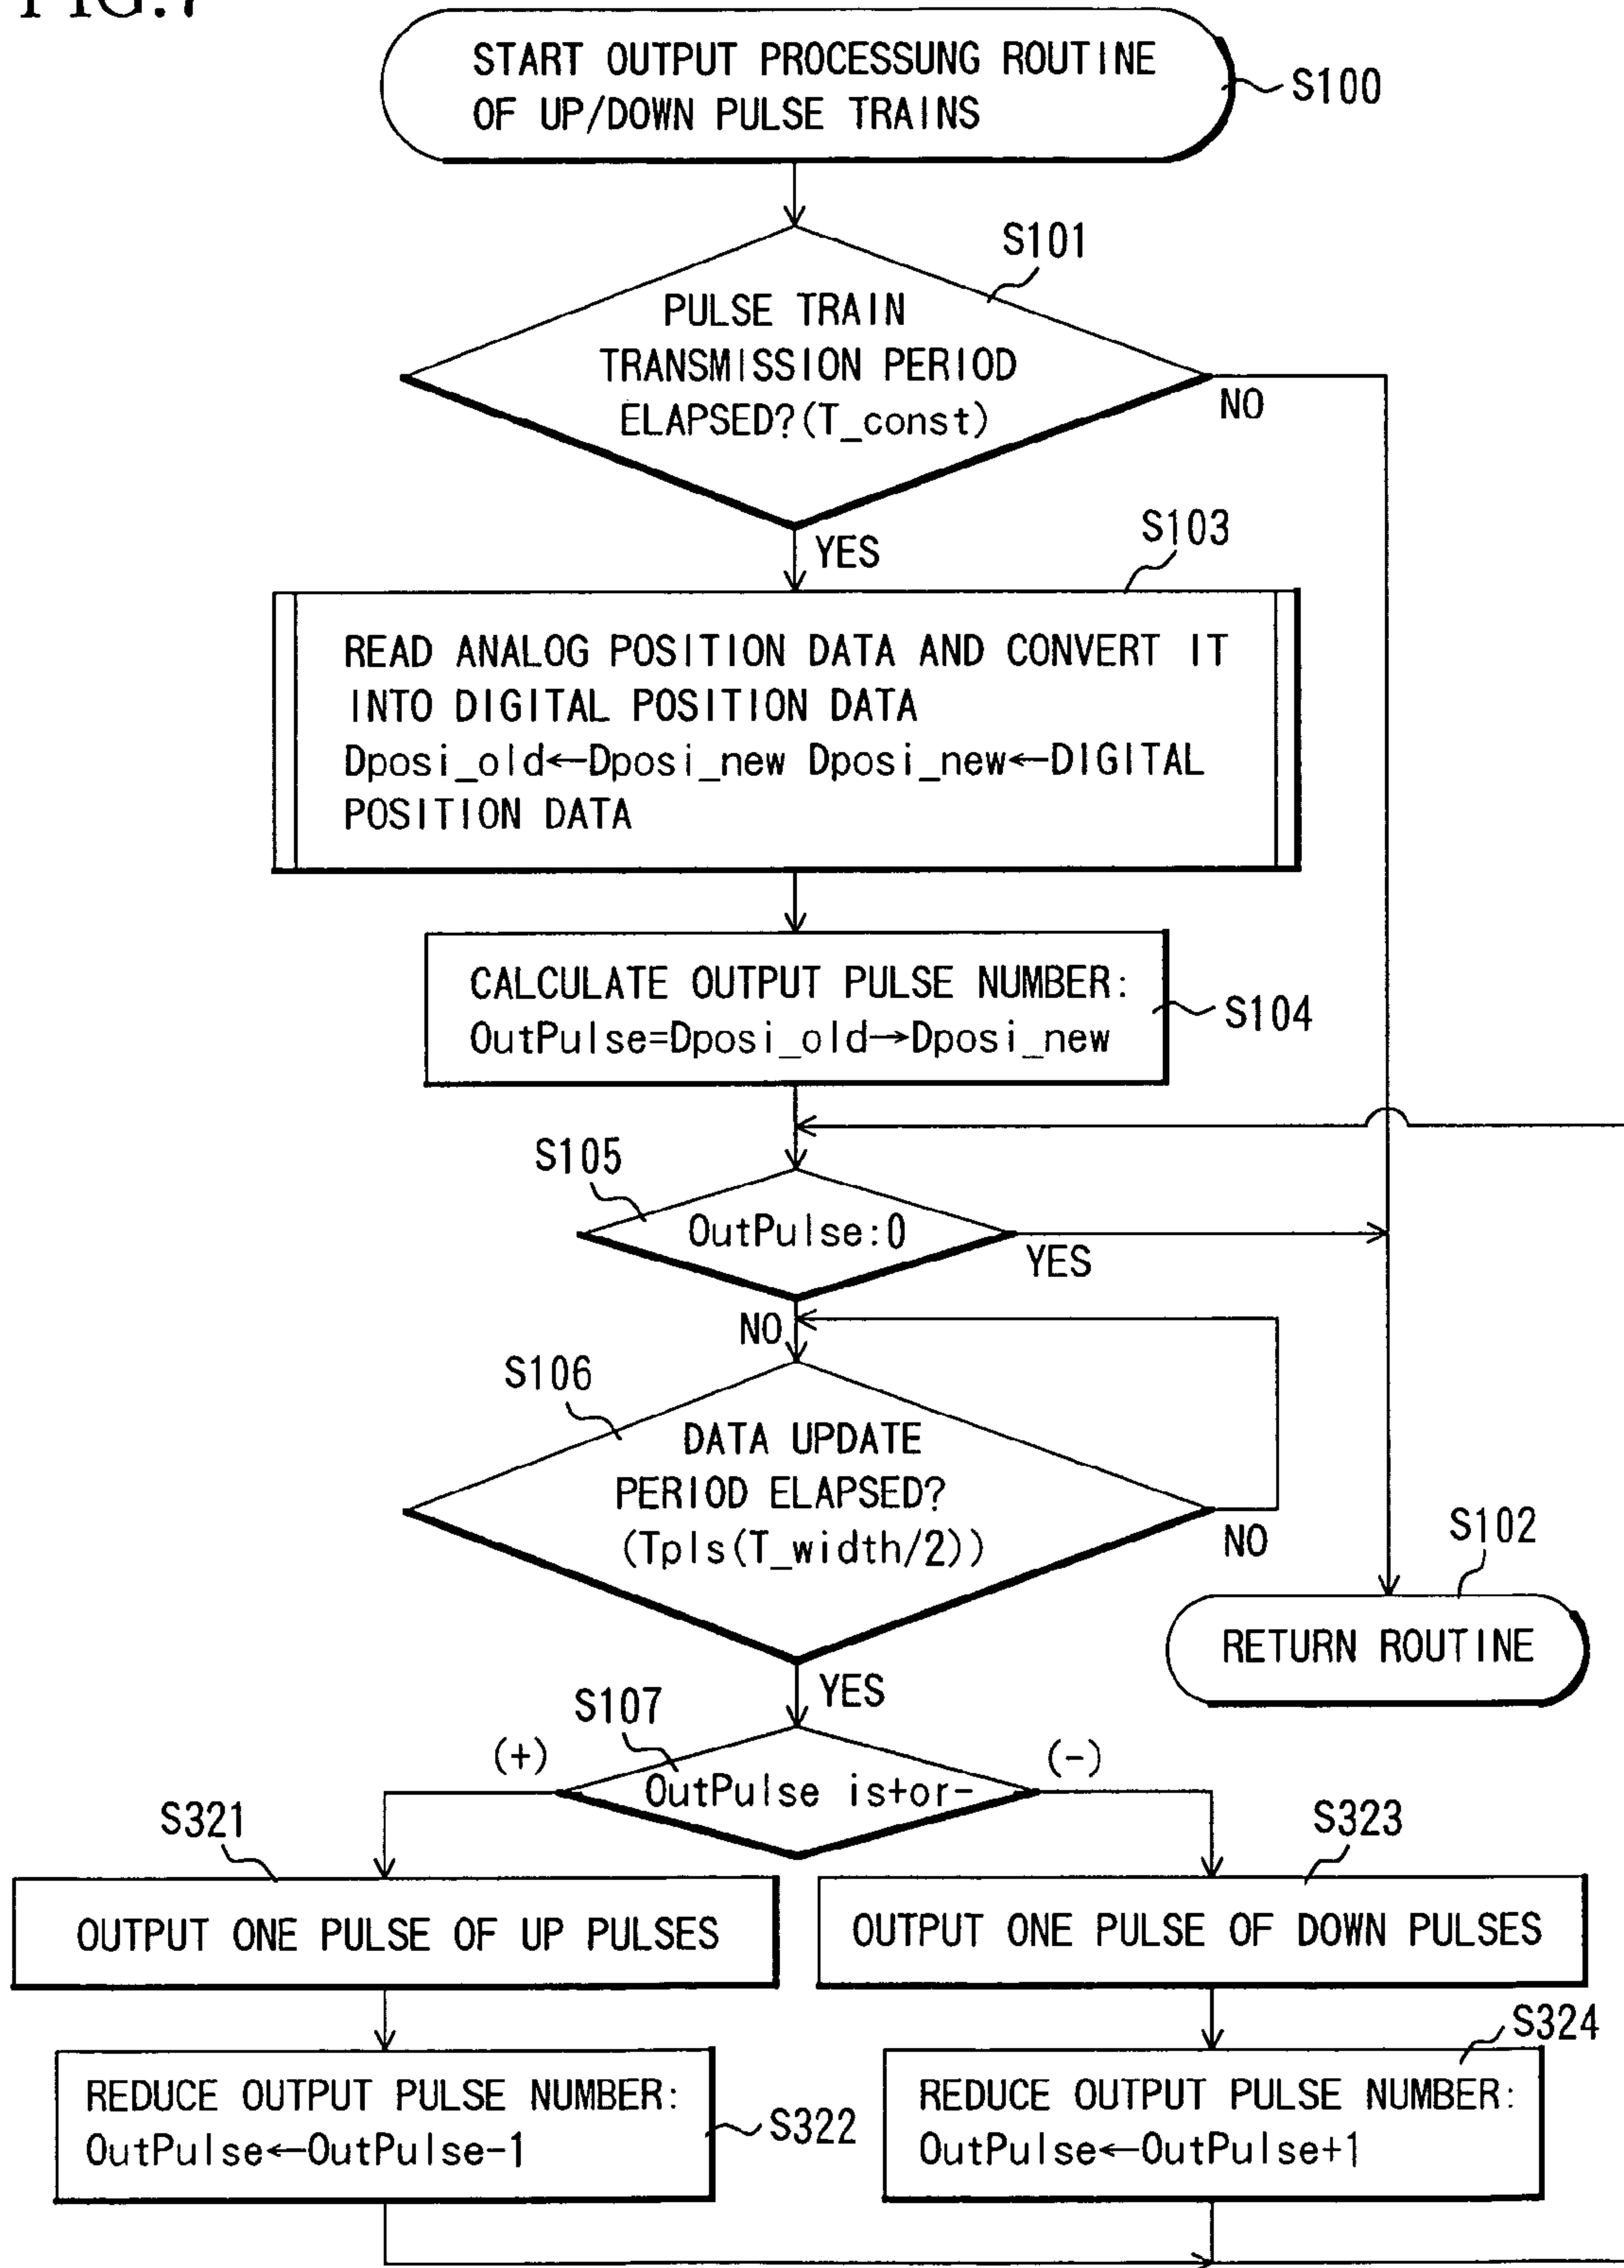 FIG.7
START OUTPUT PROCESSUNG ROUTINE
OF UP/DOWN PULSE TRAINS
S100
S101
PULSE TRAIN
TRANSMISSION PERIOD
ELAPSED?(T_const)
NO
YES
S103
READ ANALOG POSITION DATA AND CONVERT IT
INTO DIGITAL POSITION DATA
Dposi_old←Dposi_new Dposi_new←DIGITAL
POSITION DATA
CALCULATE OUTPUT PULSE NUMBER:
OutPulse=Dposi_old→Dposi_new
S104
S105
OutPulse:0
YES
NO
S106
DATA UPDATE
PERIOD ELAPSED?
(Tpls(T_width/2))
NO
S102
RETURN ROUTINE
YES
S107
(+)
(-)
OutPulse is+or-
S321
S323
OUTPUT ONE PULSE OF UP PULSES
OUTPUT ONE PULSE OF DOWN PULSES
S324
REDUCE OUTPUT PULSE NUMBER:
OutPulse←OutPulse-1
S322
REDUCE OUTPUT PULSE NUMBER:
OutPulse←OutPulse+1